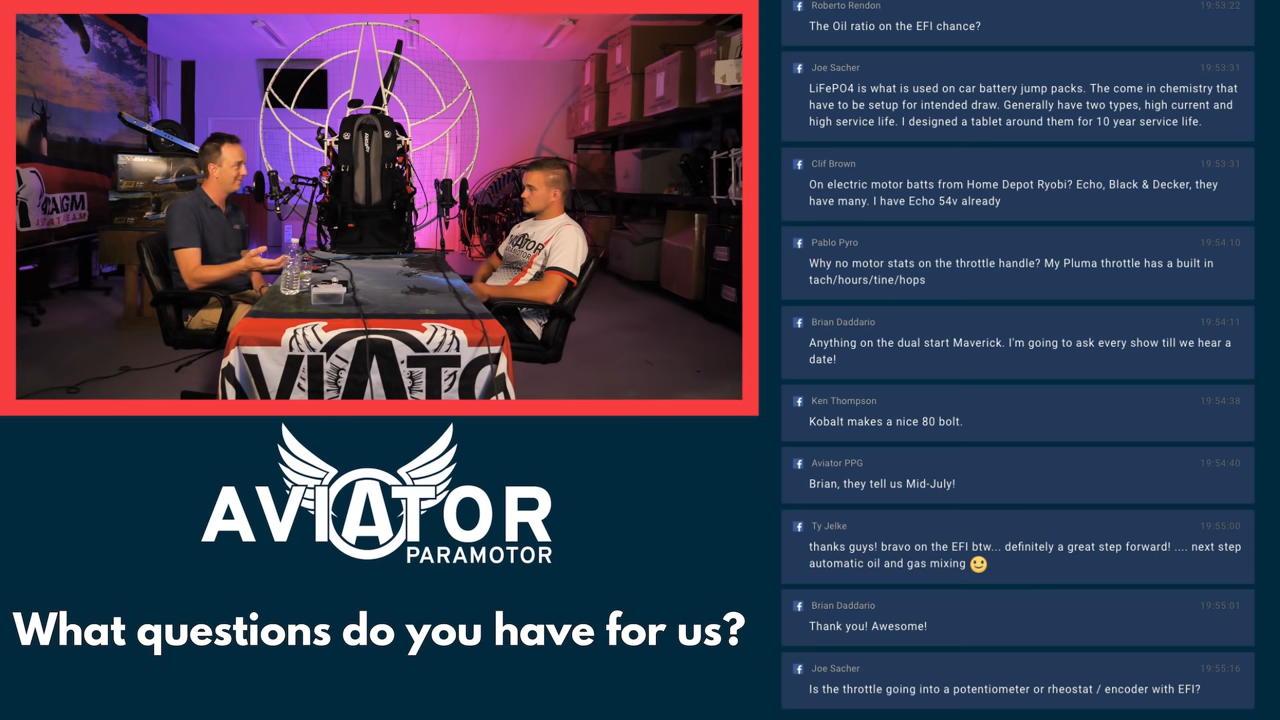 AVIATOR
PARAMOTOR
AVIATO
AVIATOR
PARAMOTOR
What questions do you have for us?
Roberto Rendon 19:53:22
The Oil ratio on the EFI chance?
Joe Sacher 19:53:31
LiFePO4 is what is used on car battery jump packs. The come in chemistry that
have to be setup for intended draw. Generally have two types, high current and
high service life. I designed a tablet around them for 10 year service life.
Clif Brown 19:53:31
On electric motor batts from Home Depot Ryobi? Echo, Black & Decker, they
have many. I have Echo 54v already
Pablo Pyro 19:54:10
Why no motor stats on the throttle handle? My Pluma throttle has a built in
tach/hours/tine/hops
Brian Daddario 19:54:11
Anything on the dual start Maverick. I'm going to ask every show till we hear a
date!
Ken Thompson 19:54:38
Kobalt makes a nice 80 bolt.
Aviator PPG 19:54:40
Brian, they tell us Mid-July!
Ty Jelke 19:55:00
thanks guys! bravo on the EFI btw... definitely a great step forward! .... next step
automatic oil and gas mixing 🙂
Brian Daddario 19:55:01
Thank you! Awesome!
Joe Sacher 19:55:16
Is the throttle going into a potentiometer or rheostat / encoder with EFI?